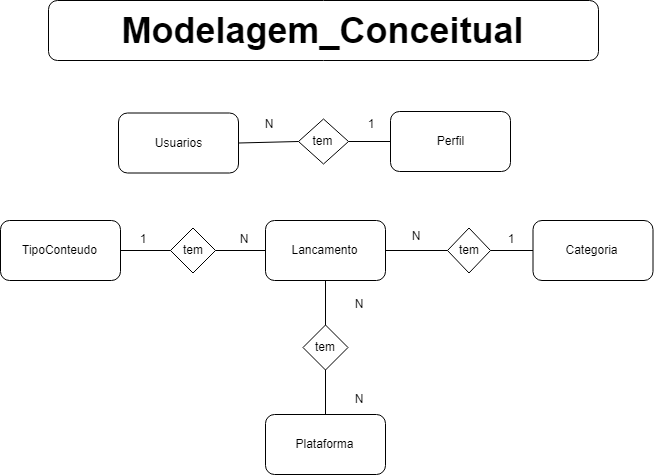 Modelagem_Conceitual
N
1
Usuarios
tem
Perfil
1
N
N
1
TipoConteudo
tem
Lancamento
tem
Categoria
N
tem
N
Plataforma